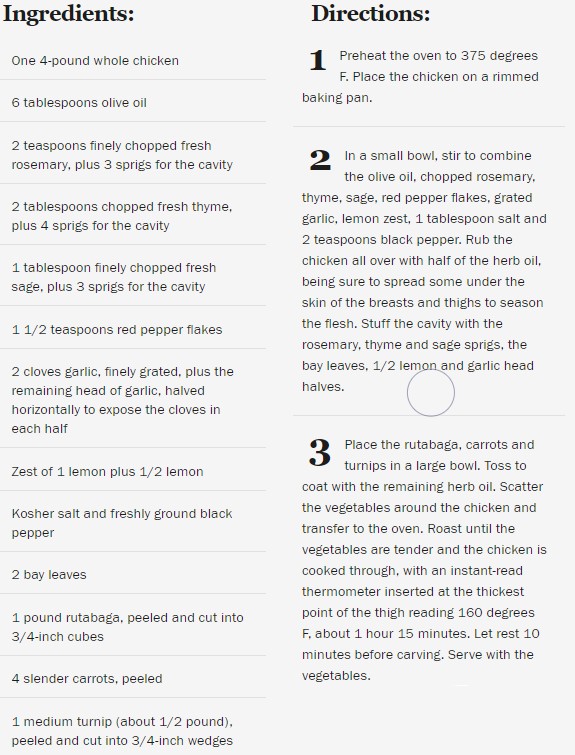 Ingredients:
One 4-pound whole chicken
6 tablespoons olive oil
2 teaspoons finely chopped fresh
rosemary, plus 3 sprigs for the cavity
2 tablespoons chopped fresh thyme,
plus 4 sprigs for the cavity
1 tablespoon finely chopped fresh
sage, plus 3 sprigs for the cavity
1 1/2 teaspoons red pepper flakes
2 cloves garlic, finely grated, plus the
remaining head of garlic, halved
horizontally to expose the cloves in
each half
Zest of 1 lemon plus 1/2 lemon
Kosher salt and freshly ground black
pepper
2 bay leaves
1 pound rutabaga, peeled and cut into
3/4-inch cubes
4 slender carrots, peeled
1 medium turnip (about 1/2 pound),
peeled and cut into 3/4-inch wedges
Directions:
1 Preheat the oven to 375 degrees
F. Place the chicken on a rimmed
baking pan.
2 In a small bowl, stir to combine
the olive oil, chopped rosemary,
thyme, sage, red pepper flakes, grated
garlic, lemon zest, 1 tablespoon salt and
2 teaspoons black pepper. Rub the
chicken all over with half of the herb oil,
being sure to spread some under the
skin of the breasts and thighs to season
the flesh. Stuff the cavity with the
rosemary, thyme and sage sprigs, the
bay leaves, 1/2 lemon and garlic head
halves.
3 Place the rutabaga, carrots and
turnips in a large bowl. Toss to
coat with the remaining herb oil. Scatter
the vegetables around the chicken and
transfer to the oven. Roast until the
vegetables are tender and the chicken is
cooked through, with an instant-read
thermometer inserted at the thickest
point of the thigh reading 160 degrees
F, about 1 hour 15 minutes. Let rest 10
minutes before carving. Serve with the
vegetables.